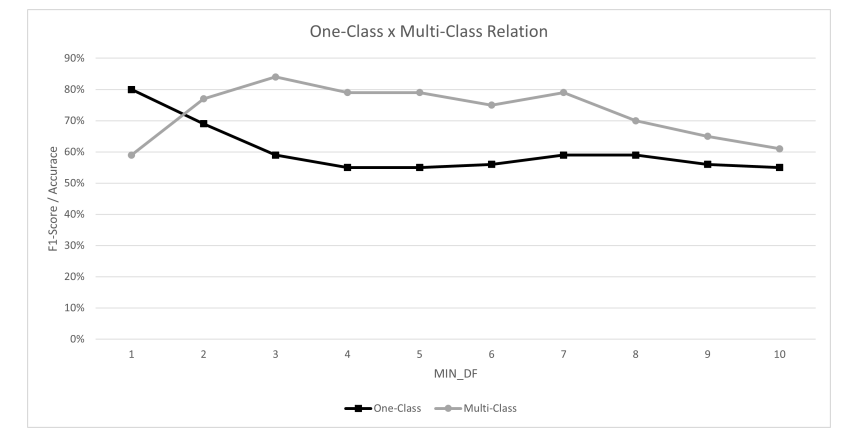 One-Class x Multi-Class Relation
90%
80%
70%
60%
50%
40%
30%
20%
10%
0%
F1-Score / Accurace
1 2 3 4 5 6 7 8 9 10
MIN_DF
One-Class Multi-Class